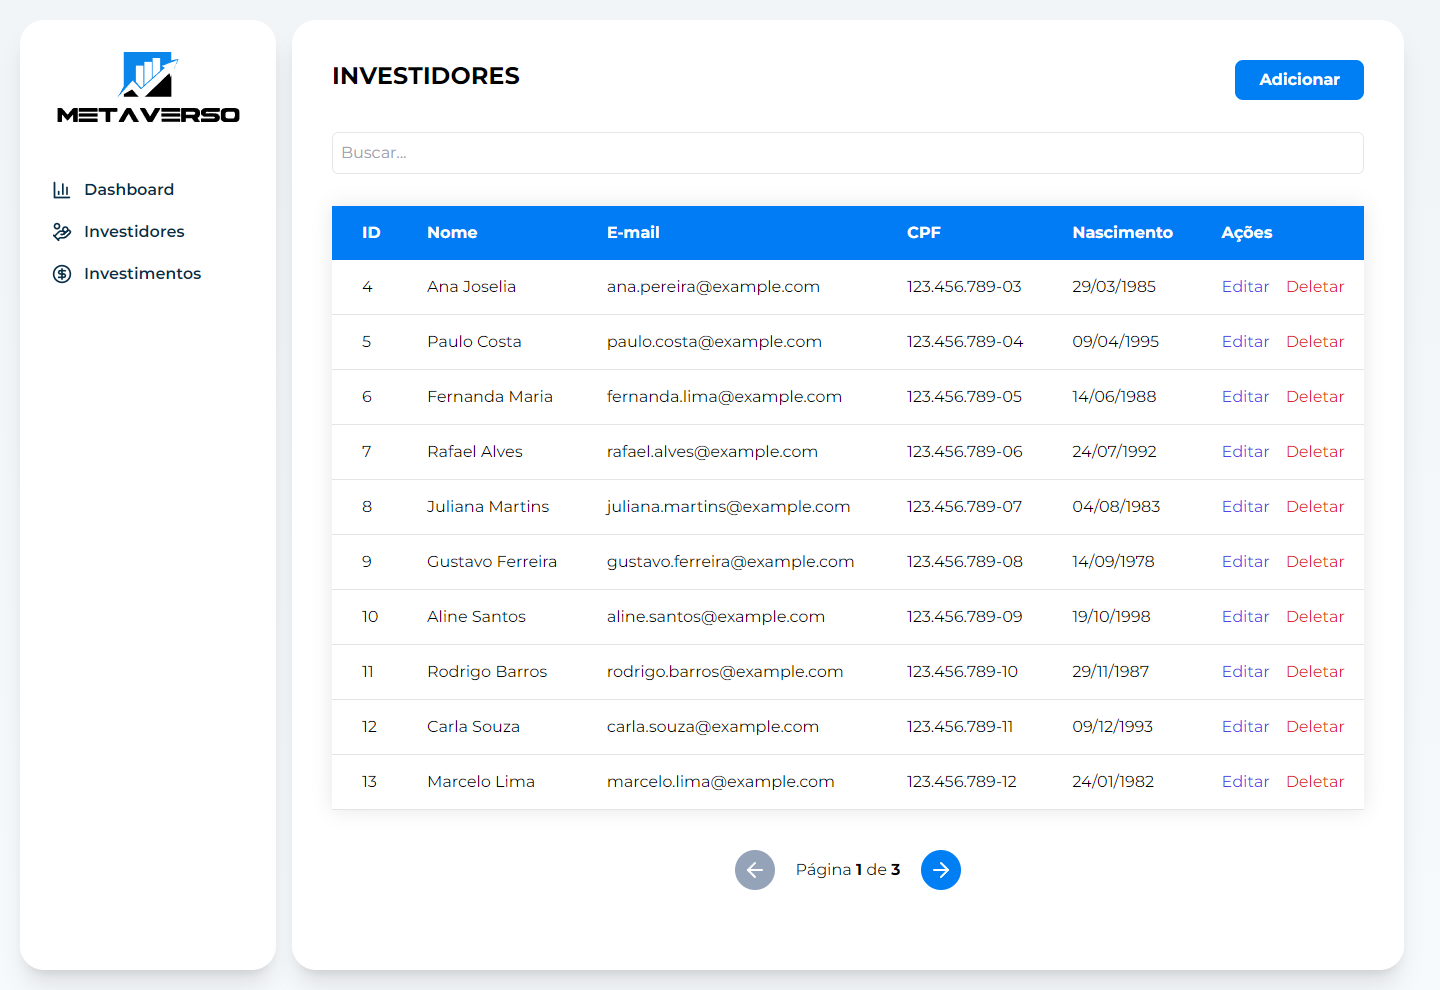 METAVERSO
Dashboard
Investidores
Investimentos
INVESTIDORES
Adicionar
Buscar...
ID Nome E-mail CPF Nascimento Ações
4 Ana Joselia ana.pereira@example.com 123.456.789-03 29/03/1985 Editar Deletar
5 Paulo Costa paulo.costa@example.com 123.456.789-04 09/04/1995 Editar Deletar
6 Fernanda Maria fernanda.lima@example.com 123.456.789-05 14/06/1988 Editar Deletar
7 Rafael Alves rafael.alves@example.com 123.456.789-06 24/07/1992 Editar Deletar
8 Juliana Martins juliana.martins@example.com 123.456.789-07 04/08/1983 Editar Deletar
9 Gustavo Ferreira gustavo.ferreira@example.com 123.456.789-08 14/09/1978 Editar Deletar
10 Aline Santos aline.santos@example.com 123.456.789-09 19/10/1998 Editar Deletar
11 Rodrigo Barros rodrigo.barros@example.com 123.456.789-10 29/11/1987 Editar Deletar
12 Carla Souza carla.souza@example.com 123.456.789-11 09/12/1993 Editar Deletar
13 Marcelo Lima marcelo.lima@example.com 123.456.789-12 24/01/1982 Editar Deletar
Página 1 de 3